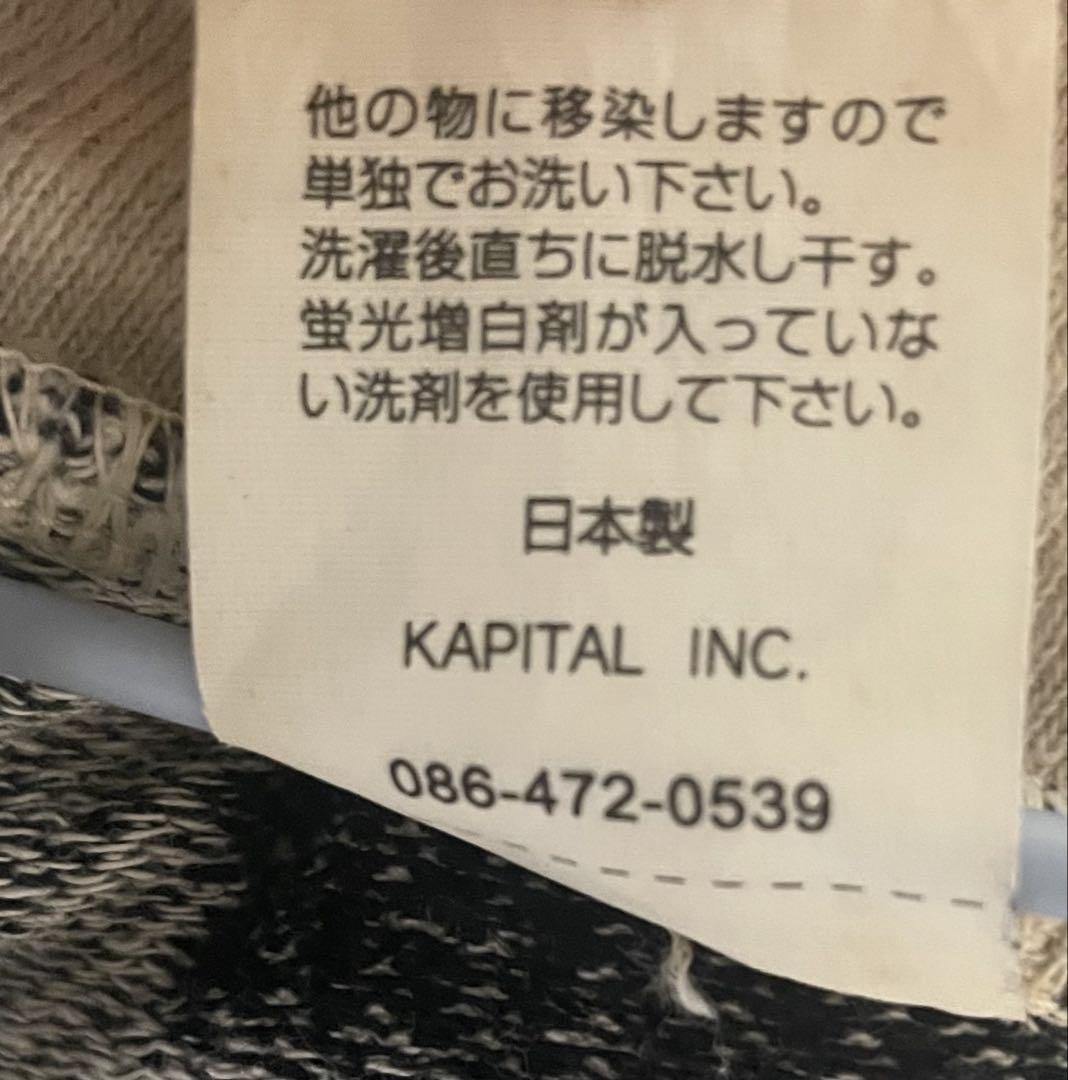 他の物に移染しますので
単独でお洗い下さい。
洗濯後直ちに脱水し干す。
蛍光増白剤が入っていな
い洗剤を使用して下さい。
日本製
KAPITAL INC.
086-472-0539